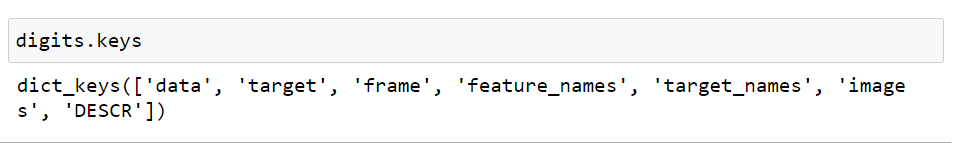 digits.keys
dict_keys(['data', 'target', 'frame', 'feature_names', 'target_names', 'image
s', 'DESCR'])